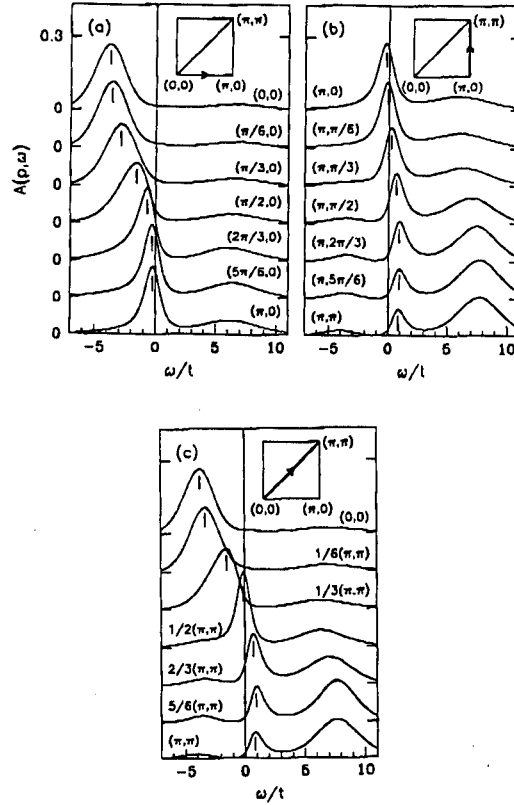 (a)
(π,π)
(0,0)
(π,0)
0.3
0
0
0
0
0
0
0
A(p,ω)
(0,0)
(π/6,0)
(π/3,0)
(π/2,0)
(2π/3,0)
(5π/6,0)
(π,0)
−5
0
5
10
ω/t
(b)
(π,π)
(0,0)
(π,0)
(π,0)
(π,π/6)
(π,π/3)
(π,π/2)
(π,2π/3)
(π,5π/6)
(π,π)
−5
0
5
10
ω/t
(c)
(π,π)
(0,0)
(π,0)
(0,0)
1/6(π,π)
1/3(π,π)
1/2(π,π)
2/3(π,π)
5/6(π,π)
(π,π)
−5
0
5
10
ω/t